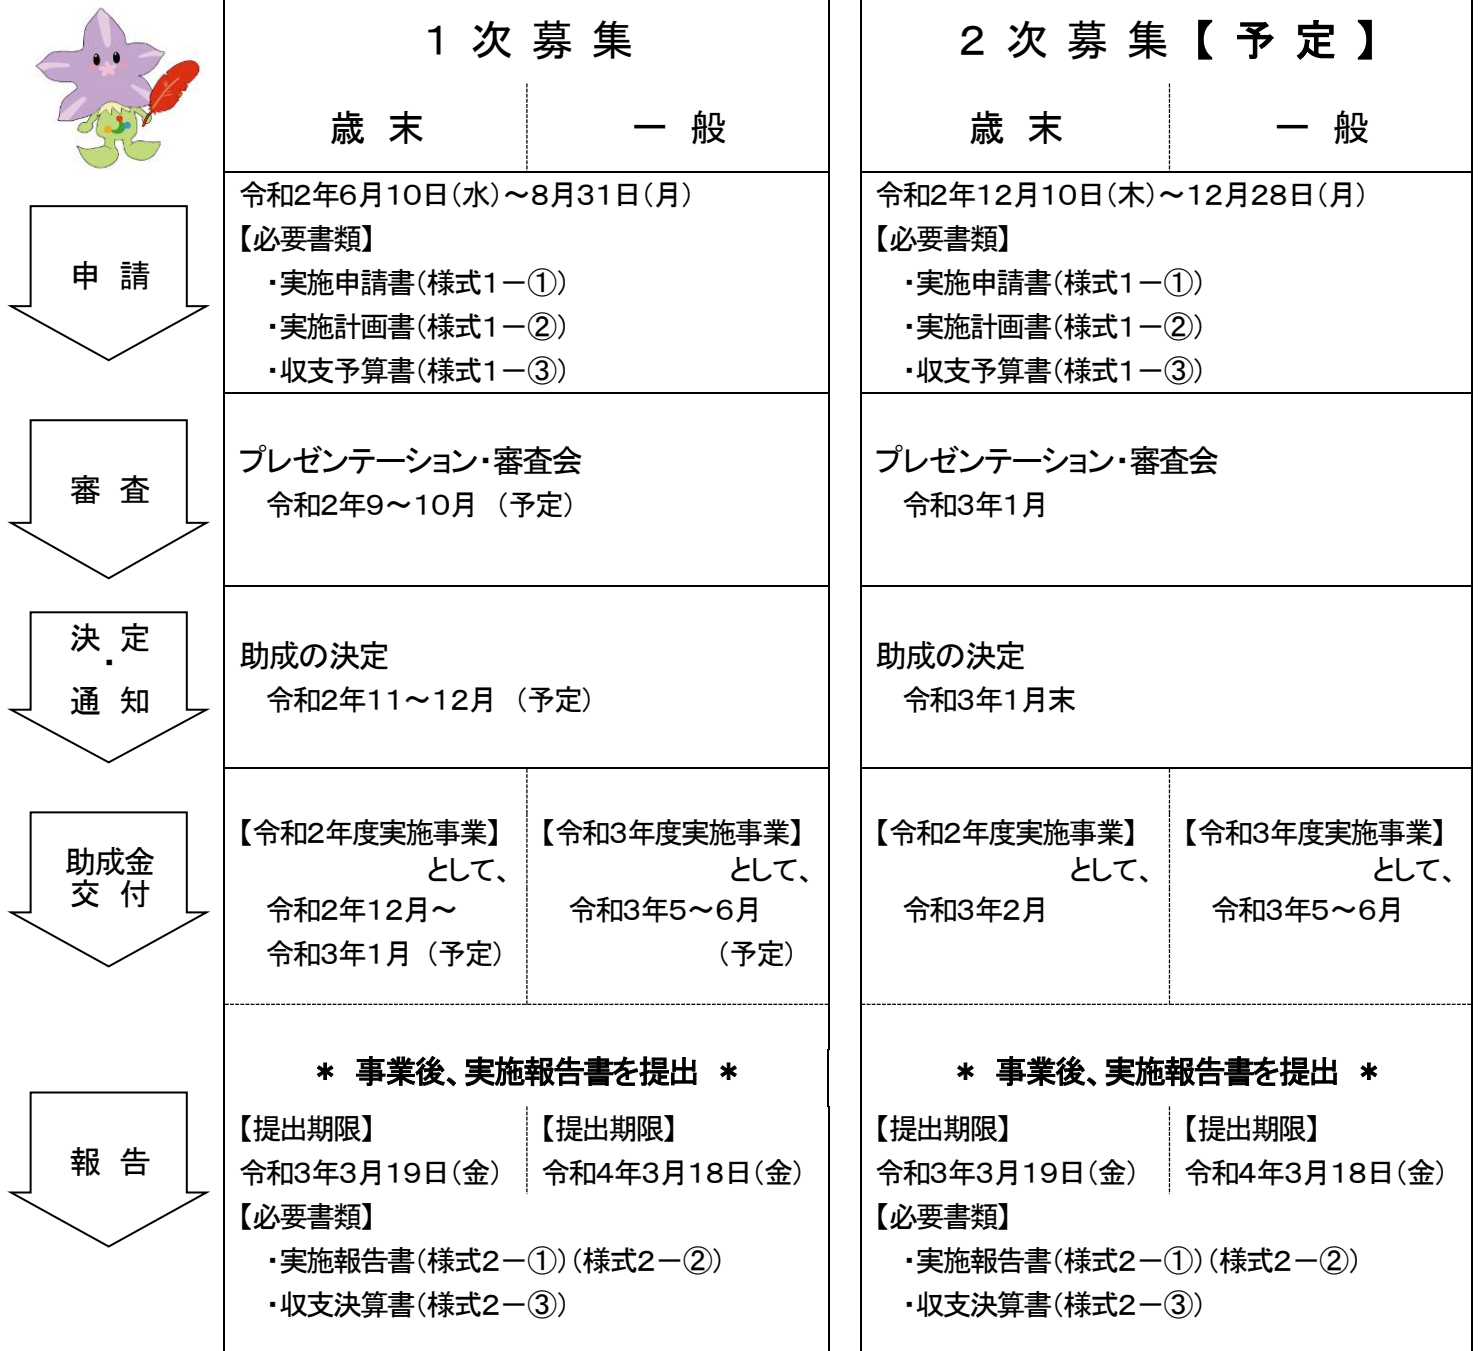 1 次 募 集
2 次 募 集 【 予 定 】
歳 末
一 般
歳 末
一 般
申 請
令和2年6月10日(水)～8月31日(月)
【必要書類】
・実施申請書(様式1－①)
・実施計画書(様式1－②)
・収支予算書(様式1－③)
令和2年12月10日(木)～12月28日(月)
【必要書類】
・実施申請書(様式1－①)
・実施計画書(様式1－②)
・収支予算書(様式1－③)
審 査
プレゼンテーション・審査会
令和2年9～10月 (予定)
プレゼンテーション・審査会
令和3年1月
決 定
・
通 知
助成の決定
令和2年11～12月 (予定)
助成の決定
令和3年1月末
助成金
交 付
【令和2年度実施事業】
として、
令和2年12月～
令和3年1月 (予定)
【令和3年度実施事業】
として、
令和3年5～6月
(予定)
【令和2年度実施事業】
として、
令和3年2月
【令和3年度実施事業】
として、
令和3年5～6月
報 告
＊ 事業後、実施報告書を提出 ＊
【提出期限】
令和3年3月19日(金)
【提出期限】
令和4年3月18日(金)
【必要書類】
・実施報告書(様式2－①)(様式2－②)
・収支決算書(様式2－③)
＊ 事業後、実施報告書を提出 ＊
【提出期限】
令和3年3月19日(金)
【提出期限】
令和4年3月18日(金)
【必要書類】
・実施報告書(様式2－①)(様式2－②)
・収支決算書(様式2－③)